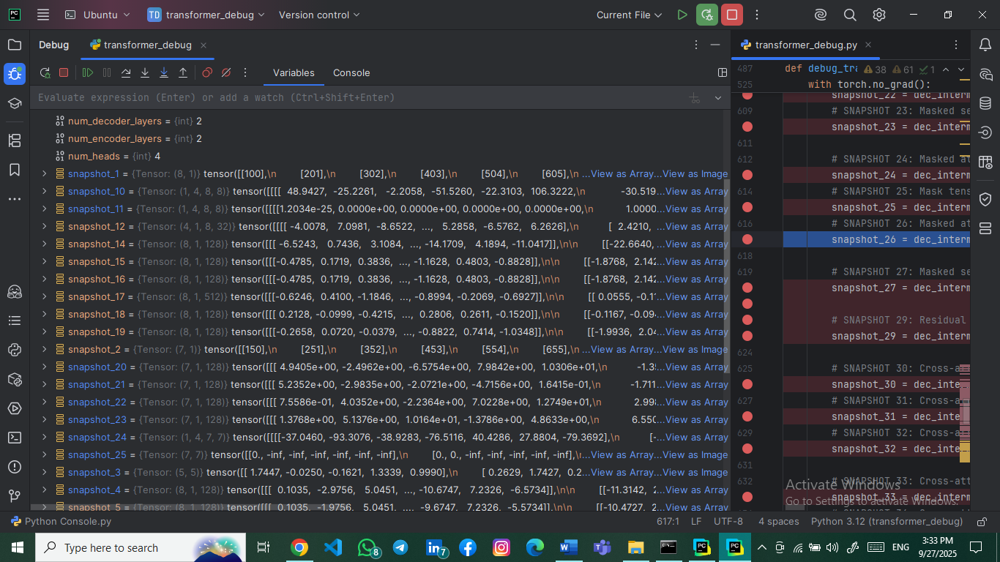 PC
Ubuntu
TD transformer_debug
Version control
Current File
Debug
transformer_debug
Variables
Console
Evaluate expression (Enter) or add a watch (Ctrl+Shift+Enter)
num_decoder_layers = {int} 2
num_encoder_layers = {int} 2
num_heads = {int} 4
snapshot_1 = {Tensor: (8, 1)} tensor([[100],\n [201],\n [302],\n [403],\n [504],\n [605],\n ...View as Array...View as Image
snapshot_10 = {Tensor: (1, 4, 8, 8)} tensor([[[[ 48.9427, -25.2261, -2.2058, -51.5260, -22.3103, 106.3222,\n -30.519...View as Array
snapshot_11 = {Tensor: (1, 4, 8, 8)} tensor([[[[1.2034e-25, 0.0000e+00, 0.0000e+00, 0.0000e+00, 0.0000e+00,\n 1.0000...View as Array
snapshot_12 = {Tensor: (4, 1, 8, 32)} tensor([[[[ -4.0078, 7.0981, -8.6522, ..., 5.2858, -6.5762, 6.2626],\n [ 2.4210, ...View as Array
snapshot_14 = {Tensor: (8, 1, 128)} tensor([[[ -6.5243, 0.7436, 3.1084, ..., -14.1709, 4.1894, -11.0417]],\n\n [[-22.6640, ...View as Array
snapshot_15 = {Tensor: (8, 1, 128)} tensor([[[-0.4785, 0.1719, 0.3836, ..., -1.1628, 0.4803, -0.8828]],\n\n [[-1.8768, 2.142...View as Array
snapshot_16 = {Tensor: (8, 1, 128)} tensor([[[-0.4785, 0.1719, 0.3836, ..., -1.1628, 0.4803, -0.8828]],\n\n [[-1.8768, 2.142...View as Array
snapshot_17 = {Tensor: (8, 1, 512)} tensor([[[-0.6246, 0.4100, -1.1846, ..., -0.8994, -0.2069, -0.6927]],\n\n [[ 0.0555, -0.1...View as Array
snapshot_18 = {Tensor: (8, 1, 128)} tensor([[[ 0.2128, -0.0999, -0.4215, ..., 0.2806, 0.2611, -0.1520]],\n\n [[-0.1167, -0.09...View as Array
snapshot_19 = {Tensor: (8, 1, 128)} tensor([[[-0.2658, 0.0720, -0.0379, ..., -0.8822, 0.7414, -1.0348]],\n\n [[-1.9936, 2.04...View as Array
snapshot_2 = {Tensor: (7, 1)} tensor([[150],\n [251],\n [352],\n [453],\n [554],\n [655],\n ...View as Array...View as Image
snapshot_20 = {Tensor: (7, 1, 128)} tensor([[[ 4.9405e+00, -2.4962e+00, -6.5754e+00, 7.9842e+00, 1.0306e+01,\n -1.3...View as Array
snapshot_21 = {Tensor: (7, 1, 128)} tensor([[[ 5.2352e+00, -2.9835e+00, -2.0721e+00, -4.7156e+00, 1.6415e-01,\n -1.711...View as Array
snapshot_22 = {Tensor: (7, 1, 128)} tensor([[[ 7.5586e-01, 4.0352e+00, -2.2364e+00, 7.0228e+00, 1.2749e+01,\n 2.99...View as Array
snapshot_23 = {Tensor: (7, 1, 128)} tensor([[[ 1.3768e+00, 5.1376e+00, 1.0164e+01, -1.3786e+00, 4.8633e+00,\n 6.550...View as Array
snapshot_24 = {Tensor: (1, 4, 7, 7)} tensor([[[[-37.0460, -93.3076, -38.9283, -76.5116, 40.4286, 27.8804, -79.3692],\n [-...View as Array
snapshot_25 = {Tensor: (7, 7)} tensor([[0., -inf, -inf, -inf, -inf, -inf, -inf],\n [0., 0., -inf, -inf, -inf, -inf, -inf],\...View as Array...View as Image
snapshot_3 = {Tensor: (5, 5)} tensor([[ 1.7447, -0.0250, -0.1621, 1.3339, 0.9990],\n [ 0.2629, 1.7427, 0.2...View as Array...View as Image
snapshot_4 = {Tensor: (8, 1, 128)} tensor([[[ 0.1035, -2.9756, 5.0451, ..., -10.6747, 7.2326, -6.5734]],\n\n [[-11.3142, 2...View as Array
snapshot_5 = {Tensor: (8, 1, 128)} tensor([[[ 0.1035, -1.9756, 5.0451, ..., -9.6747, 7.2326, -5.5734]],\n\n [[-10.4727, 2...View as Array
transformer_debug.py
487 def debug_tra 38 61 1
525 with torch.no_grad():
snapshot_22 = dec_interm
609 # SNAPSHOT 23: Masked se
snapshot_23 = dec_interm
611
612 # SNAPSHOT 24: Masked at
snapshot_24 = dec_interm
614 # SNAPSHOT 25: Mask tens
snapshot_25 = dec_interm
616 # SNAPSHOT 26: Masked at
snapshot_26 = dec_interm
618
619 # SNAPSHOT 27: Masked se
snapshot_27 = dec_interm
# SNAPSHOT 29: Residual
snapshot_29 = dec_interm
624
625 # SNAPSHOT 30: Cross-at
snapshot_30 = dec_inte
627 # SNAPSHOT 31: Cross-at
snapshot_31 = dec_inte
629 # SNAPSHOT 32: Cross-at
snapshot_32 = dec_inte
631
632 # SNAPSHOT 33: Cross-att
snapshot_33 = dec_interm
Activate Windows
Go to Settings to activate Windows.
Python Console.py
617:1 LF UTF-8 4 spaces Python 3.12 (transformer_debug)
Type here to search
8
7
ENG
3:33 PM
9/27/2025